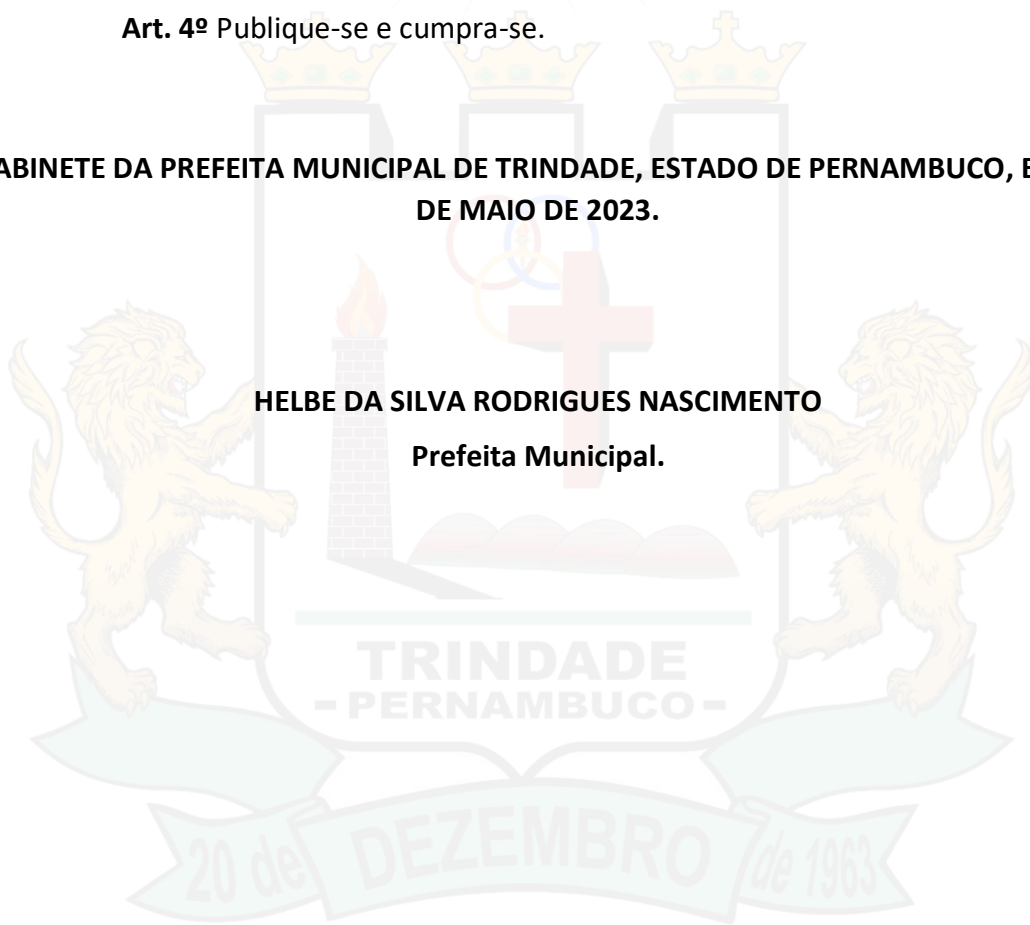 Art. 4º Publique-se e cumpra-se.
ABINETE DA PREFEITA MUNICIPAL DE TRINDADE, ESTADO DE PERNAMBUCO, E
DE MAIO DE 2023.
HELBE DA SILVA RODRIGUES NASCIMENTO
Prefeita Municipal.
TRINDADE
- PERNAMBUCO -
20 de DEZEMBRO de 1963